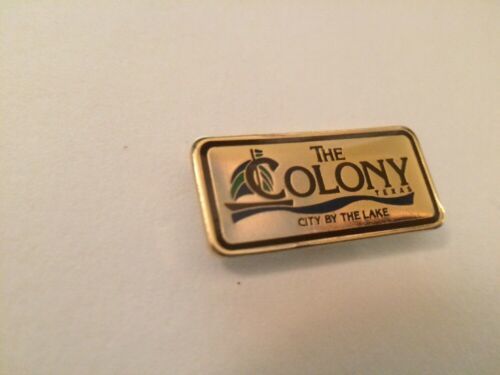 THE
COLONY
TEXAS
CITY BY THE LAKE